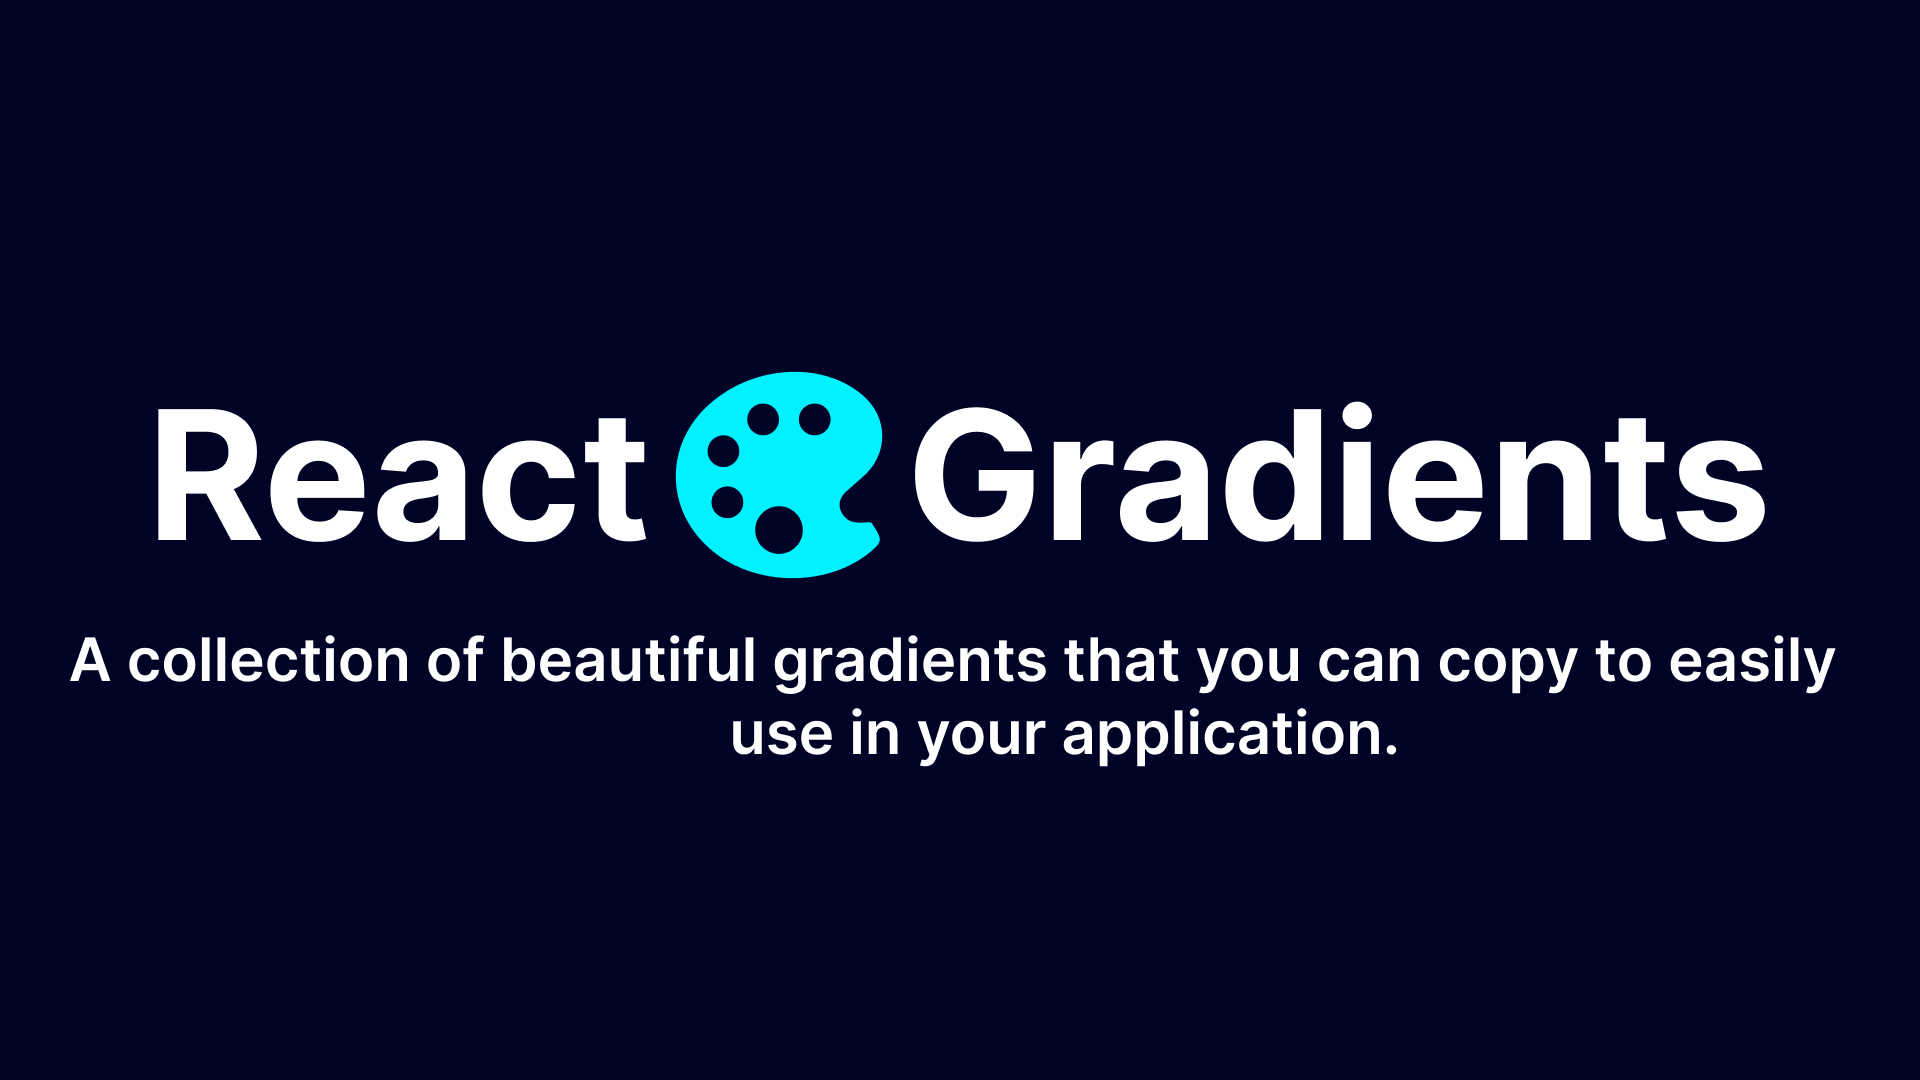 React Gradients
A collection of beautiful gradients that you can copy to easily
use in your application.